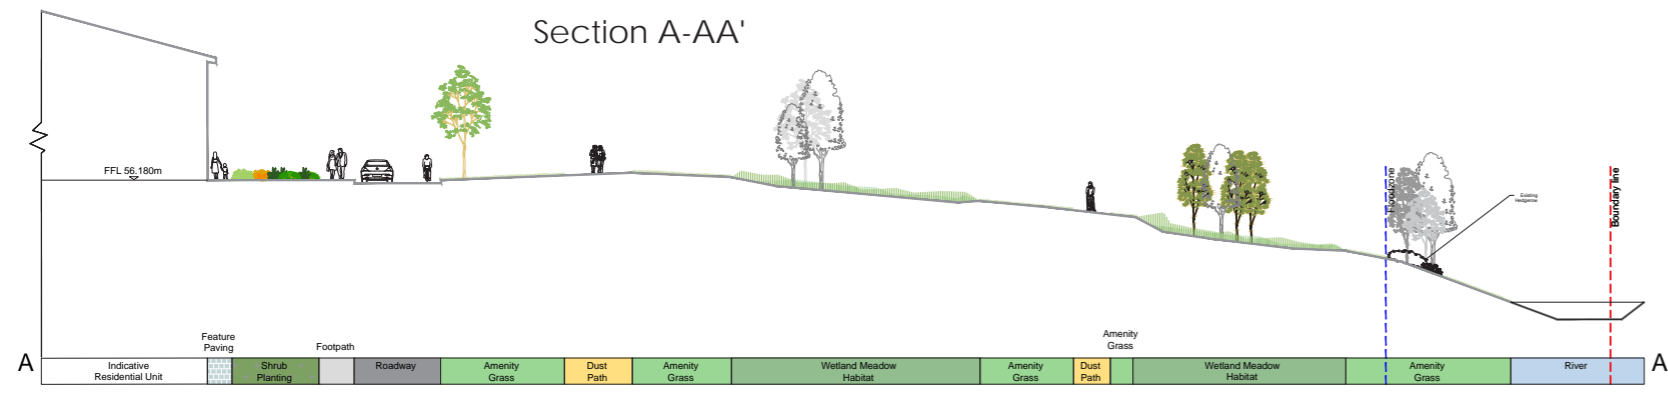 Section A-AA'
FFL 56.180m
Floodzone
Existing
Hedgerow
Boundary line
A
Indicative
Residential Unit
Feature
Paving
Shrub
Planting
Footpath
Roadway
Amenity
Grass
Dust
Path
Amenity
Grass
Wetland Meadow
Habitat
Amenity
Grass
Dust
Path
Amenity
Grass
Wetland Meadow
Habitat
Amenity
Grass
River
A